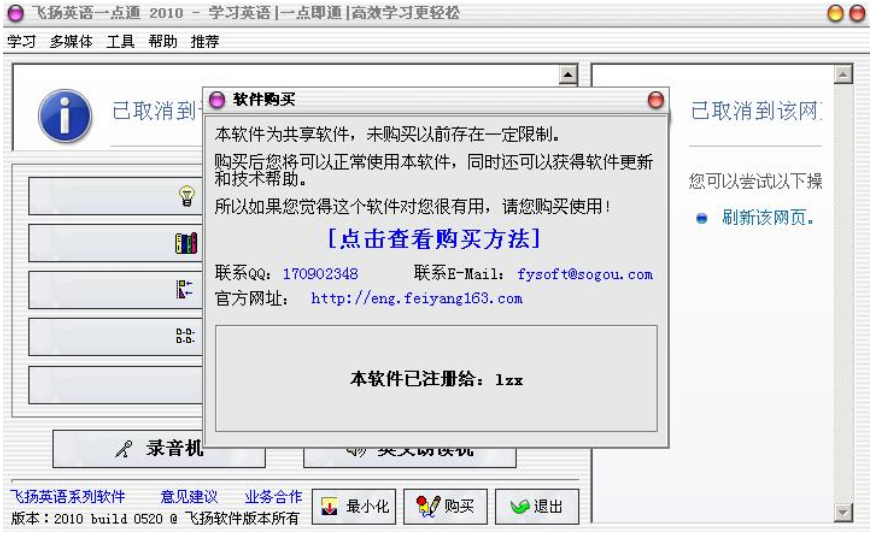 飞扬英语一点通 2010 - 学习英语|一点即通|高效学习更轻松
学习 多媒体 工具 帮助 推荐
已取消到
已取消到该网
您可以尝试以下操
刷新该网页。
软件购买
本软件为共享软件，未购买以前存在一定限制。
购买后您将可以正常使用本软件，同时还可以获得软件更新
和技术帮助。
所以如果您觉得这个软件对您很有用，请您购买使用！
[点击查看购买方法]
联系QQ: 170902348 联系E-Mail: fysoft@sogou.com
官方网址: http://eng.feiyang163.com
本软件已注册给: lzx
录音机 英文朗读机
飞扬英语系列软件 意见建议 业务合作
版本：2010 build 0520 @ 飞扬软件版本所有
最小化 购买 退出